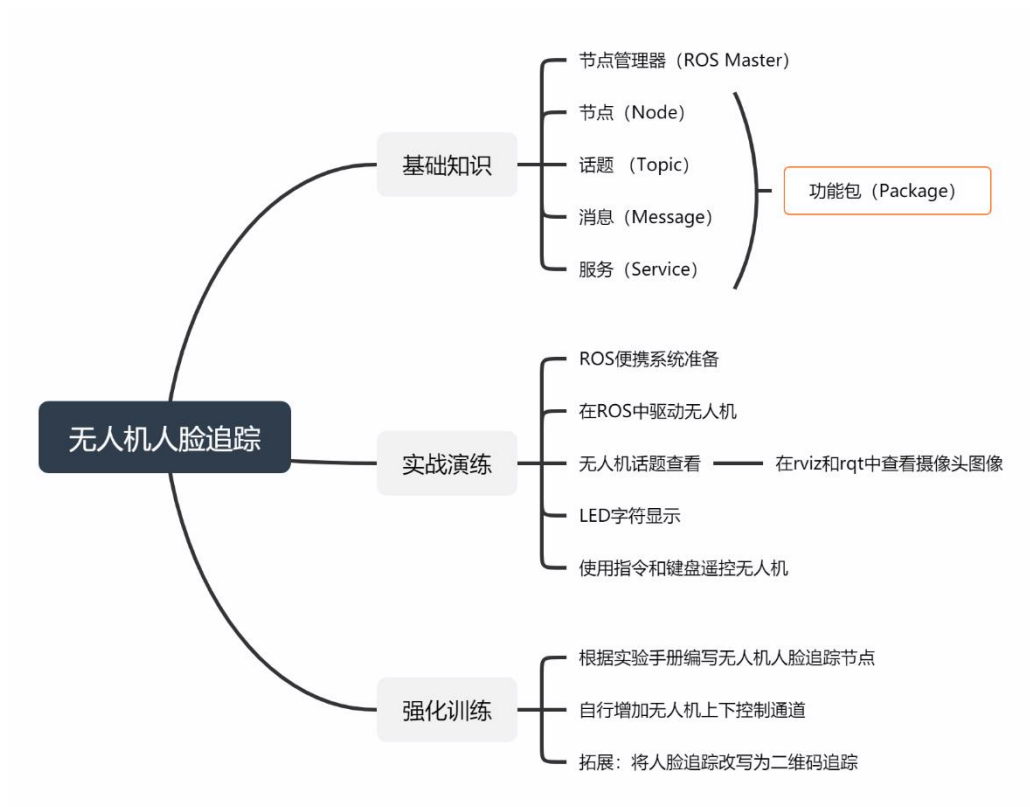 无人机人脸追踪
基础知识
节点管理器（ROS Master）
节点（Node）
话题 （Topic）
消息（Message）
服务（Service）
功能包（Package）
实战演练
ROS便携系统准备
在ROS中驱动无人机
无人机话题查看
在rviz和rqt中查看摄像头图像
LED字符显示
使用指令和键盘遥控无人机
强化训练
根据实验手册编写无人机人脸追踪节点
自行增加无人机上下控制通道
拓展：将人脸追踪改写为二维码追踪